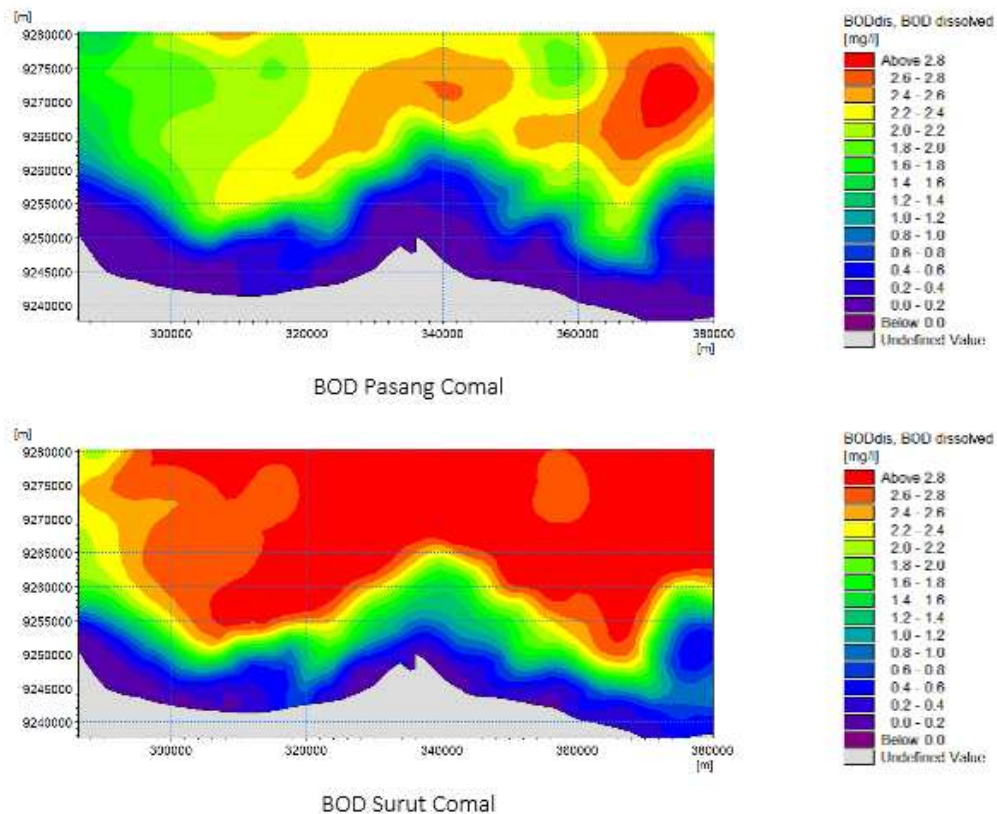 [m]
9280000
9275000
9270000
9265000
9260000
9255000
9250000
9245000
9240000
300000 320000 340000 360000 380000
[m]
BODdis, BOD dissolved
[mg/l]
Above 2.8
2.6 - 2.8
2.4 - 2.6
2.2 - 2.4
2.0 - 2.2
1.8 - 2.0
1.6 - 1.8
1.4 - 1.6
1.2 - 1.4
1.0 - 1.2
0.8 - 1.0
0.6 - 0.8
0.4 - 0.6
0.2 - 0.4
0.0 - 0.2
Below 0.0
Undefined Value
BOD Pasang Comal
[m]
9280000
9275000
9270000
9265000
9260000
9255000
9250000
9245000
9240000
300000 320000 340000 360000 380000
[m]
BODdis, BOD dissolved
[mg/l]
Above 2.8
2.6 - 2.8
2.4 - 2.6
2.2 - 2.4
2.0 - 2.2
1.8 - 2.0
1.6 - 1.8
1.4 - 1.6
1.2 - 1.4
1.0 - 1.2
0.8 - 1.0
0.6 - 0.8
0.4 - 0.6
0.2 - 0.4
0.0 - 0.2
Below 0.0
Undefined Value
BOD Surut Comal